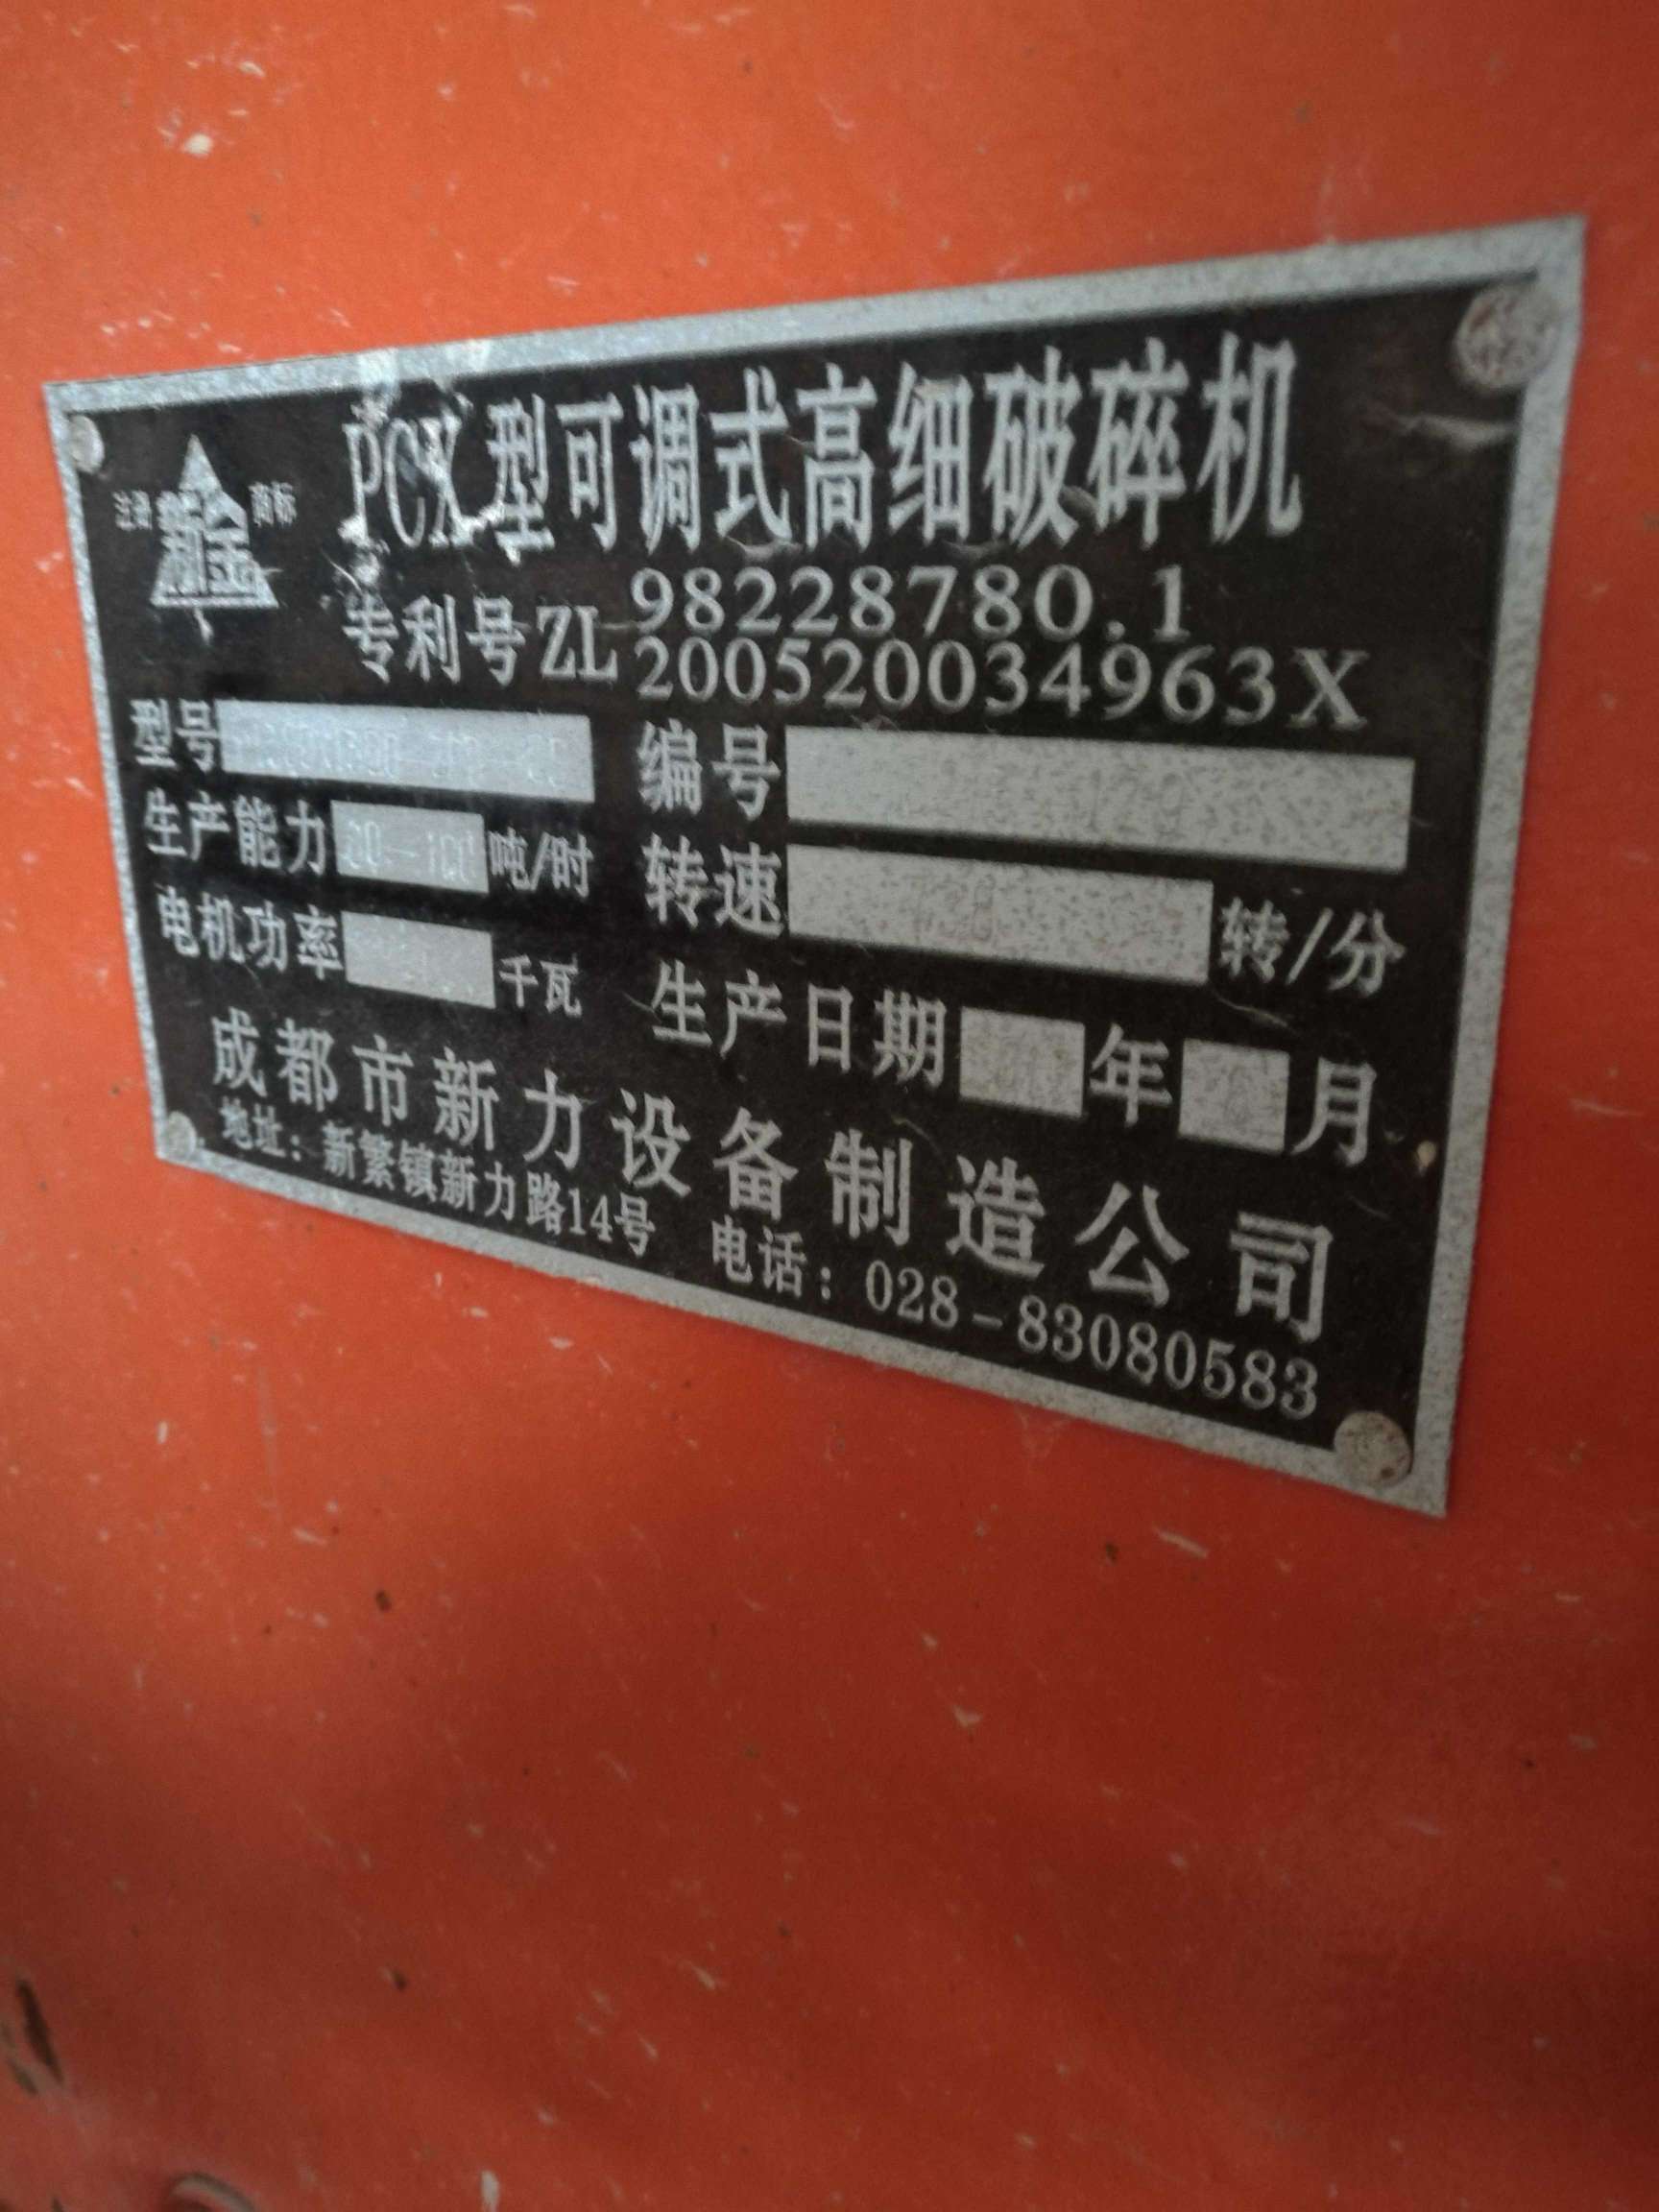 注册 新金 商标
PCX型可调式高细破碎机
专利号ZL 98228780.1
200520034963X
型号 编号
生产能力 吨/时 转速 转/分
电机功率 千瓦 生产日期 年 月
成都市新力设备制造公司
地址：新繁镇新力路14号 电话：028-83080583